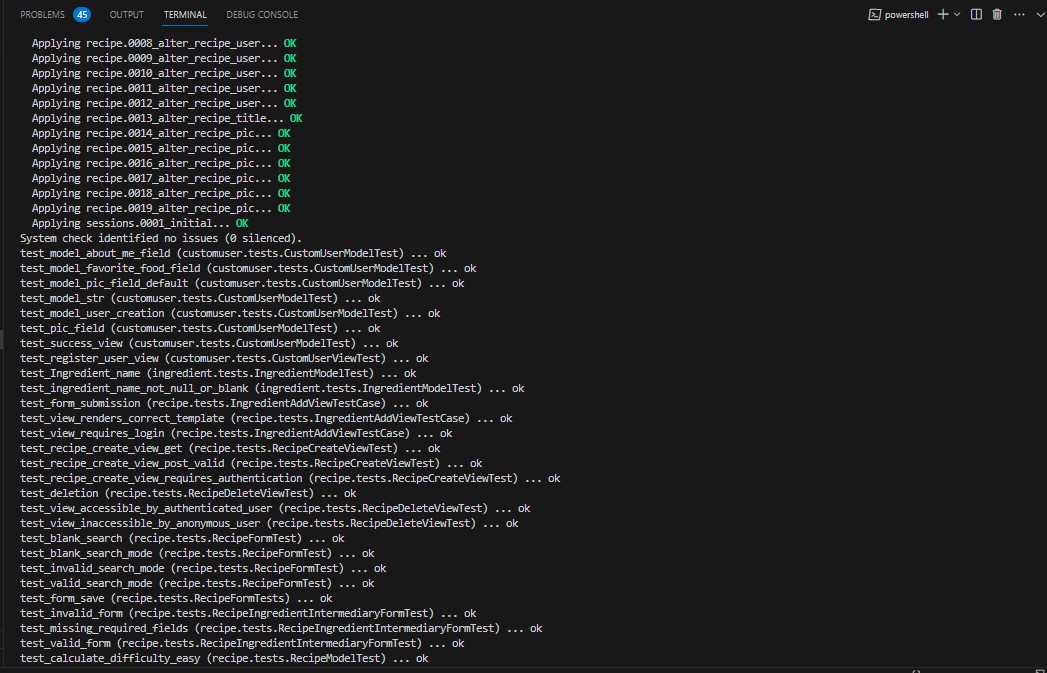 PROBLEMS 45 OUTPUT TERMINAL DEBUG CONSOLE powershell
Applying recipe.0008_alter_recipe_user... OK
Applying recipe.0009_alter_recipe_user... OK
Applying recipe.0010_alter_recipe_user... OK
Applying recipe.0011_alter_recipe_user... OK
Applying recipe.0012_alter_recipe_user... OK
Applying recipe.0013_alter_recipe_title... OK
Applying recipe.0014_alter_recipe_pic... OK
Applying recipe.0015_alter_recipe_pic... OK
Applying recipe.0016_alter_recipe_pic... OK
Applying recipe.0017_alter_recipe_pic... OK
Applying recipe.0018_alter_recipe_pic... OK
Applying recipe.0019_alter_recipe_pic... OK
Applying sessions.0001_initial... OK
System check identified no issues (0 silenced).
test_model_about_me_field (customuser.tests.CustomUserModelTest) ... ok
test_model_favorite_food_field (customuser.tests.CustomUserModelTest) ... ok
test_model_pic_field_default (customuser.tests.CustomUserModelTest) ... ok
test_model_str (customuser.tests.CustomUserModelTest) ... ok
test_model_user_creation (customuser.tests.CustomUserModelTest) ... ok
test_pic_field (customuser.tests.CustomUserModelTest) ... ok
test_success_view (customuser.tests.CustomUserModelTest) ... ok
test_register_user_view (customuser.tests.CustomUserViewTest) ... ok
test_Ingredient_name (ingredient.tests.IngredientModelTest) ... ok
test_ingredient_name_not_null_or_blank (ingredient.tests.IngredientModelTest) ... ok
test_form_submission (recipe.tests.IngredientAddViewTestCase) ... ok
test_view_renders_correct_template (recipe.tests.IngredientAddViewTestCase) ... ok
test_view_requires_login (recipe.tests.IngredientAddViewTestCase) ... ok
test_recipe_create_view_get (recipe.tests.RecipeCreateViewTest) ... ok
test_recipe_create_view_post_valid (recipe.tests.RecipeCreateViewTest) ... ok
test_recipe_create_view_requires_authentication (recipe.tests.RecipeCreateViewTest) ... ok
test_deletion (recipe.tests.RecipeDeleteViewTest) ... ok
test_view_accessible_by_authenticated_user (recipe.tests.RecipeDeleteViewTest) ... ok
test_view_inaccessible_by_anonymous_user (recipe.tests.RecipeDeleteViewTest) ... ok
test_blank_search (recipe.tests.RecipeFormTest) ... ok
test_blank_search_mode (recipe.tests.RecipeFormTest) ... ok
test_invalid_search_mode (recipe.tests.RecipeFormTest) ... ok
test_valid_search_mode (recipe.tests.RecipeFormTest) ... ok
test_form_save (recipe.tests.RecipeFormTests) ... ok
test_invalid_form (recipe.tests.RecipeIngredientIntermediaryFormTest) ... ok
test_missing_required_fields (recipe.tests.RecipeIngredientIntermediaryFormTest) ... ok
test_valid_form (recipe.tests.RecipeIngredientIntermediaryFormTest) ... ok
test_calculate_difficulty_easy (recipe.tests.RecipeModelTest) ... ok